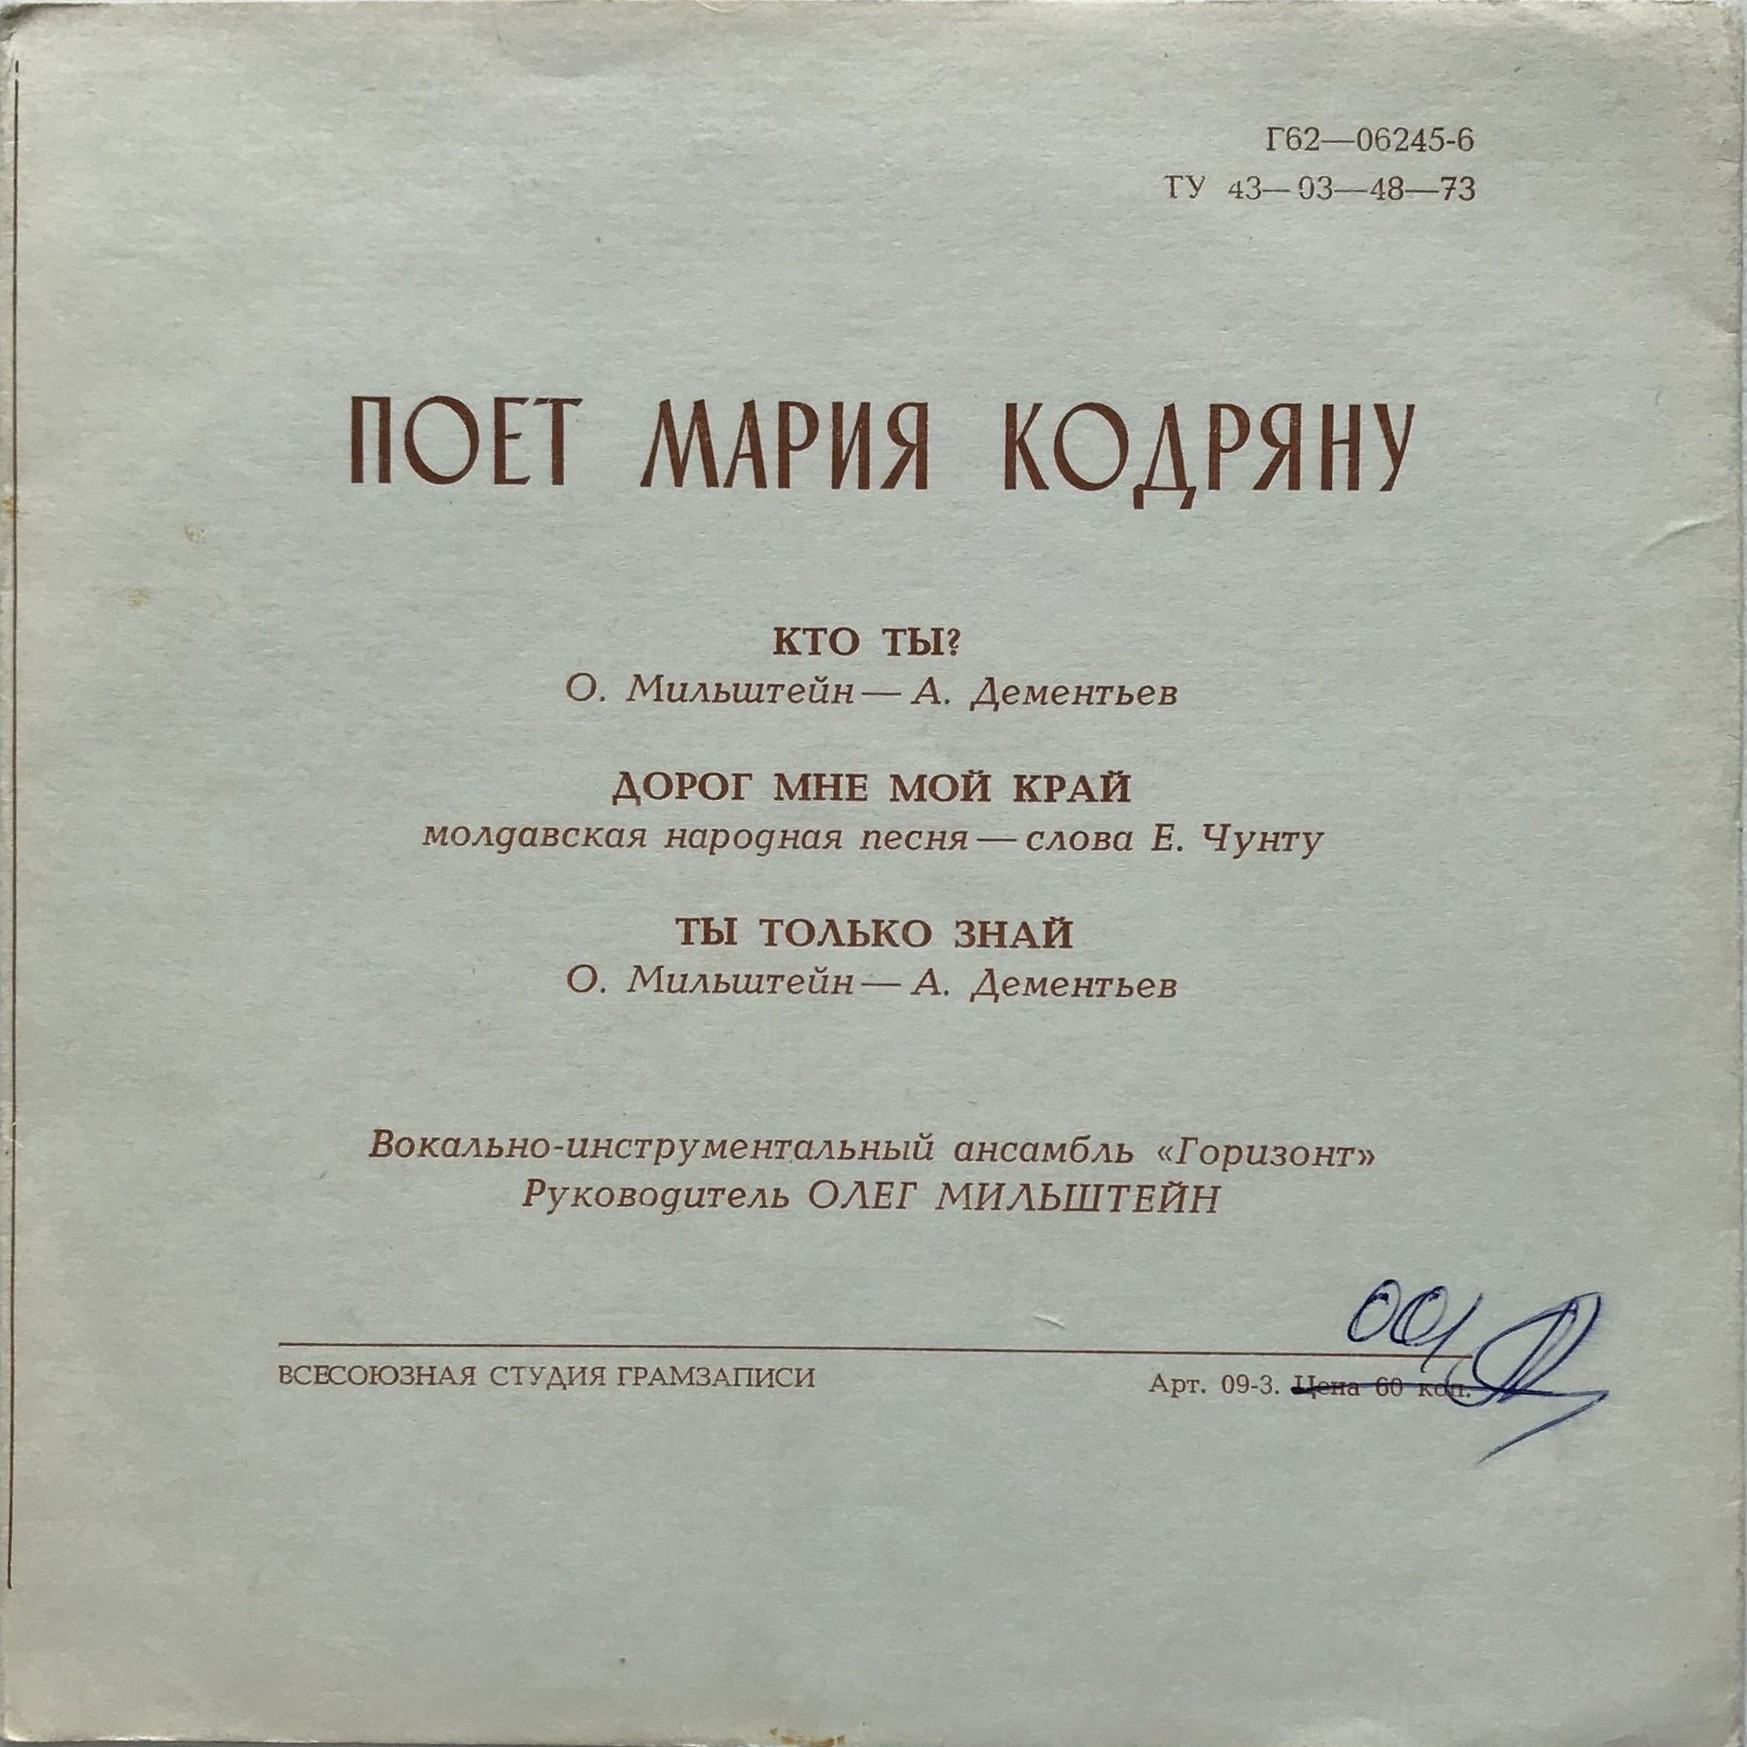 Г62—06245-6
ТУ 43—03—48—73
ПОЕТ МАРИЯ КОДРЯНУ
КТО ТЫ?
О. Мильштейн — А. Дементьев
ДОРОГ МНЕ МОЙ КРАЙ
молдавская народная песня — слова Е. Чунту
ТЫ ТОЛЬКО ЗНАЙ
О. Мильштейн — А. Дементьев
Вокально-инструментальный ансамбль «Горизонт»
Руководитель ОЛЕГ МИЛЬШТЕЙН
ВСЕСОЮЗНАЯ СТУДИЯ ГРАМЗАПИСИ
Арт. 09-3. Цена 60 коп.